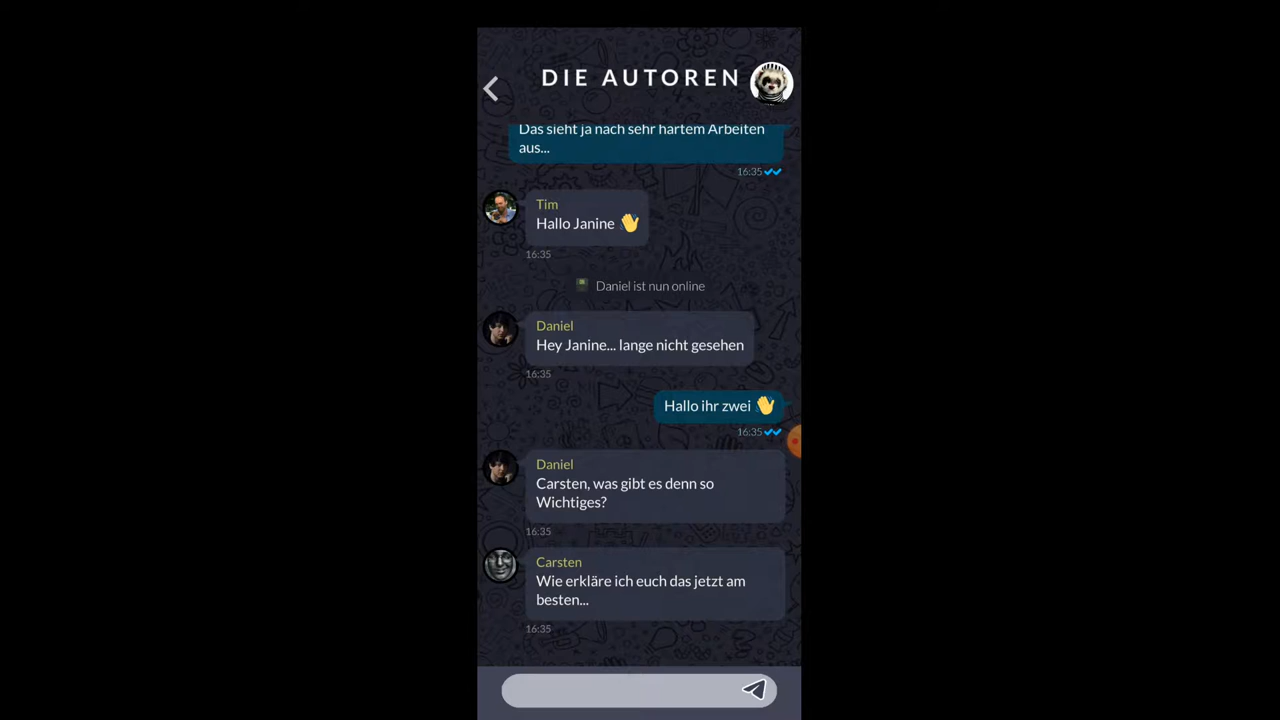 DIE AUTOREN
Das sieht ja nach sehr hartem Arbeiten
aus...
16:35
Tim
Hallo Janine 👋
16:35
Daniel ist nun online
Daniel
Hey Janine... lange nicht gesehen
16:35
Hallo ihr zwei 👋
16:35
Daniel
Carsten, was gibt es denn so
Wichtiges?
16:35
Carsten
Wie erkläre ich euch das jetzt am
besten...
16:35